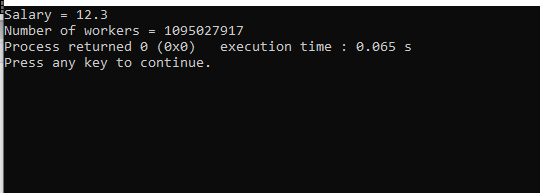 Salary = 12.3
Number of workers = 1095027917
Process returned 0 (0x0)   execution time : 0.065 s
Press any key to continue.